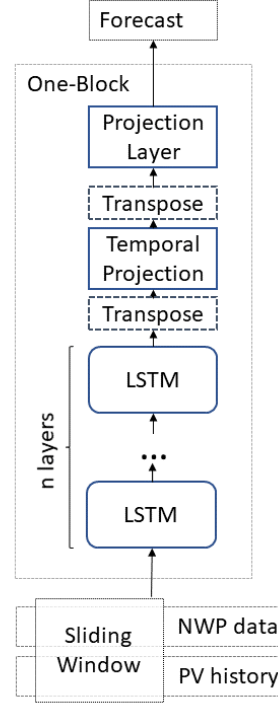 Forecast
One-Block
Projection
Layer
Transpose
Temporal
Projection
Transpose
LSTM
n layers
...
LSTM
Sliding
Window
NWP data
PV history